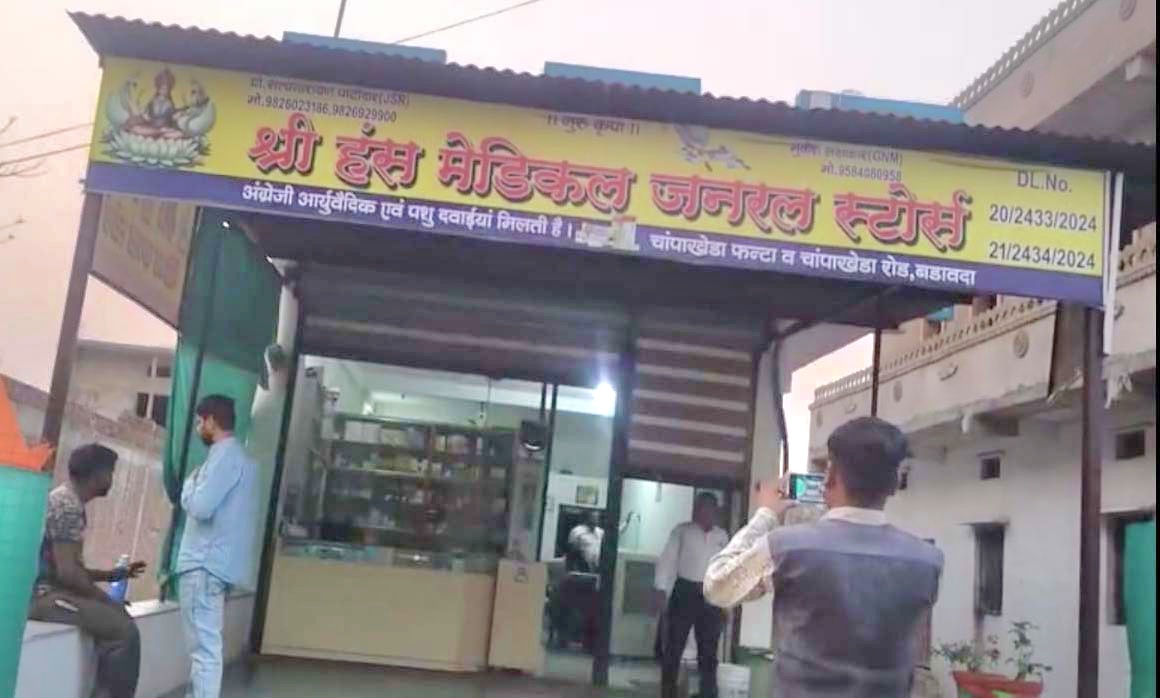 डॉ. सत्यनारायण पाटीदार(JSR)
मो.9826023186,9826929900
।। गुरु कृपा ।।
(GNM)
मो.9584080958
DL.No.
20/2433/2024
21/2434/2024
श्री हंस मेडिकल जनरल स्टोर्स
अंग्रेजी आर्युवैदिक एवं पशु दवाईयां मिलती है।
चांपाखेडा फन्टा व चांपाखेडा रोड,बडावदा